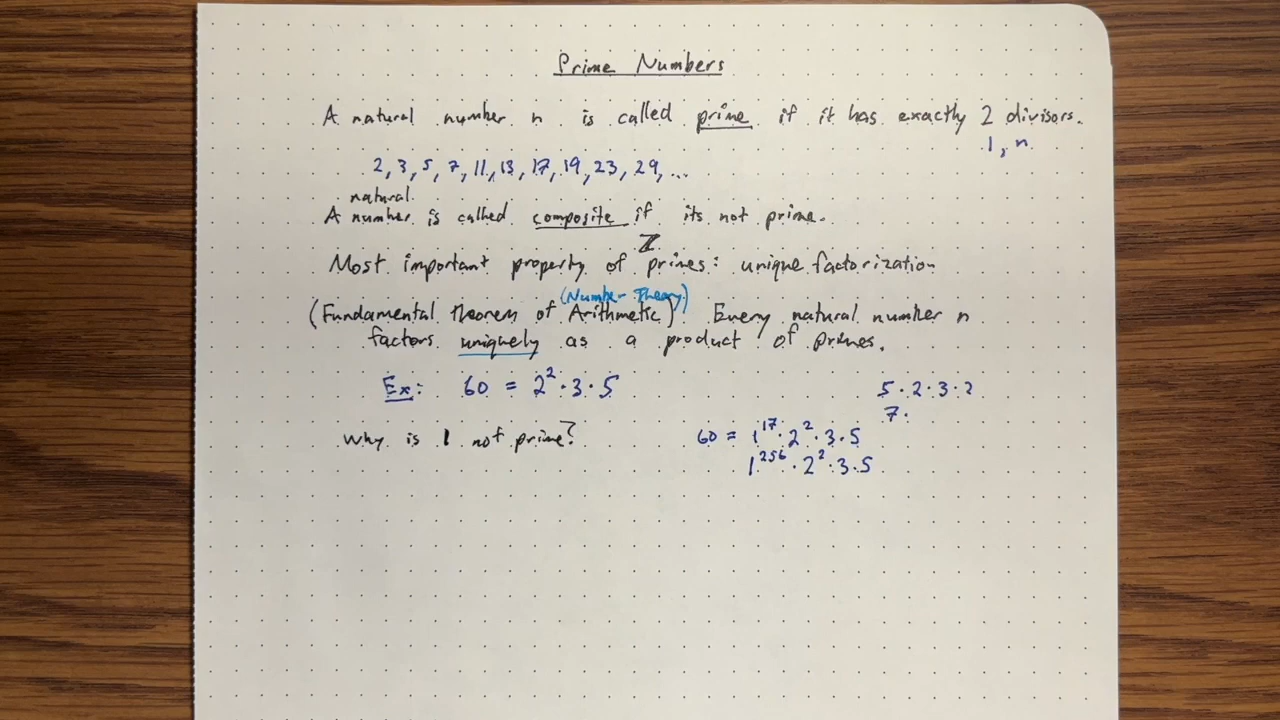 Prime Numbers
A natural number n is called prime if it has exactly 2 divisors.
1, n
2, 3, 5, 7, 11, 13, 17, 19, 23, 29, ...
natural
A number is called composite if its not prime.
ℤ
Most important property of primes: unique factorization
(Number Theory)
(Fundamental Theorem of Arithmetic) Every natural number n
factors uniquely as a product of primes.
Ex: 60 = 2² · 3 · 5
5 · 2 · 3 · 2
7 ·
Why is 1 not prime?
60 = 1¹⁷ · 2² · 3 · 5
1²⁵⁶ · 2² · 3 · 5